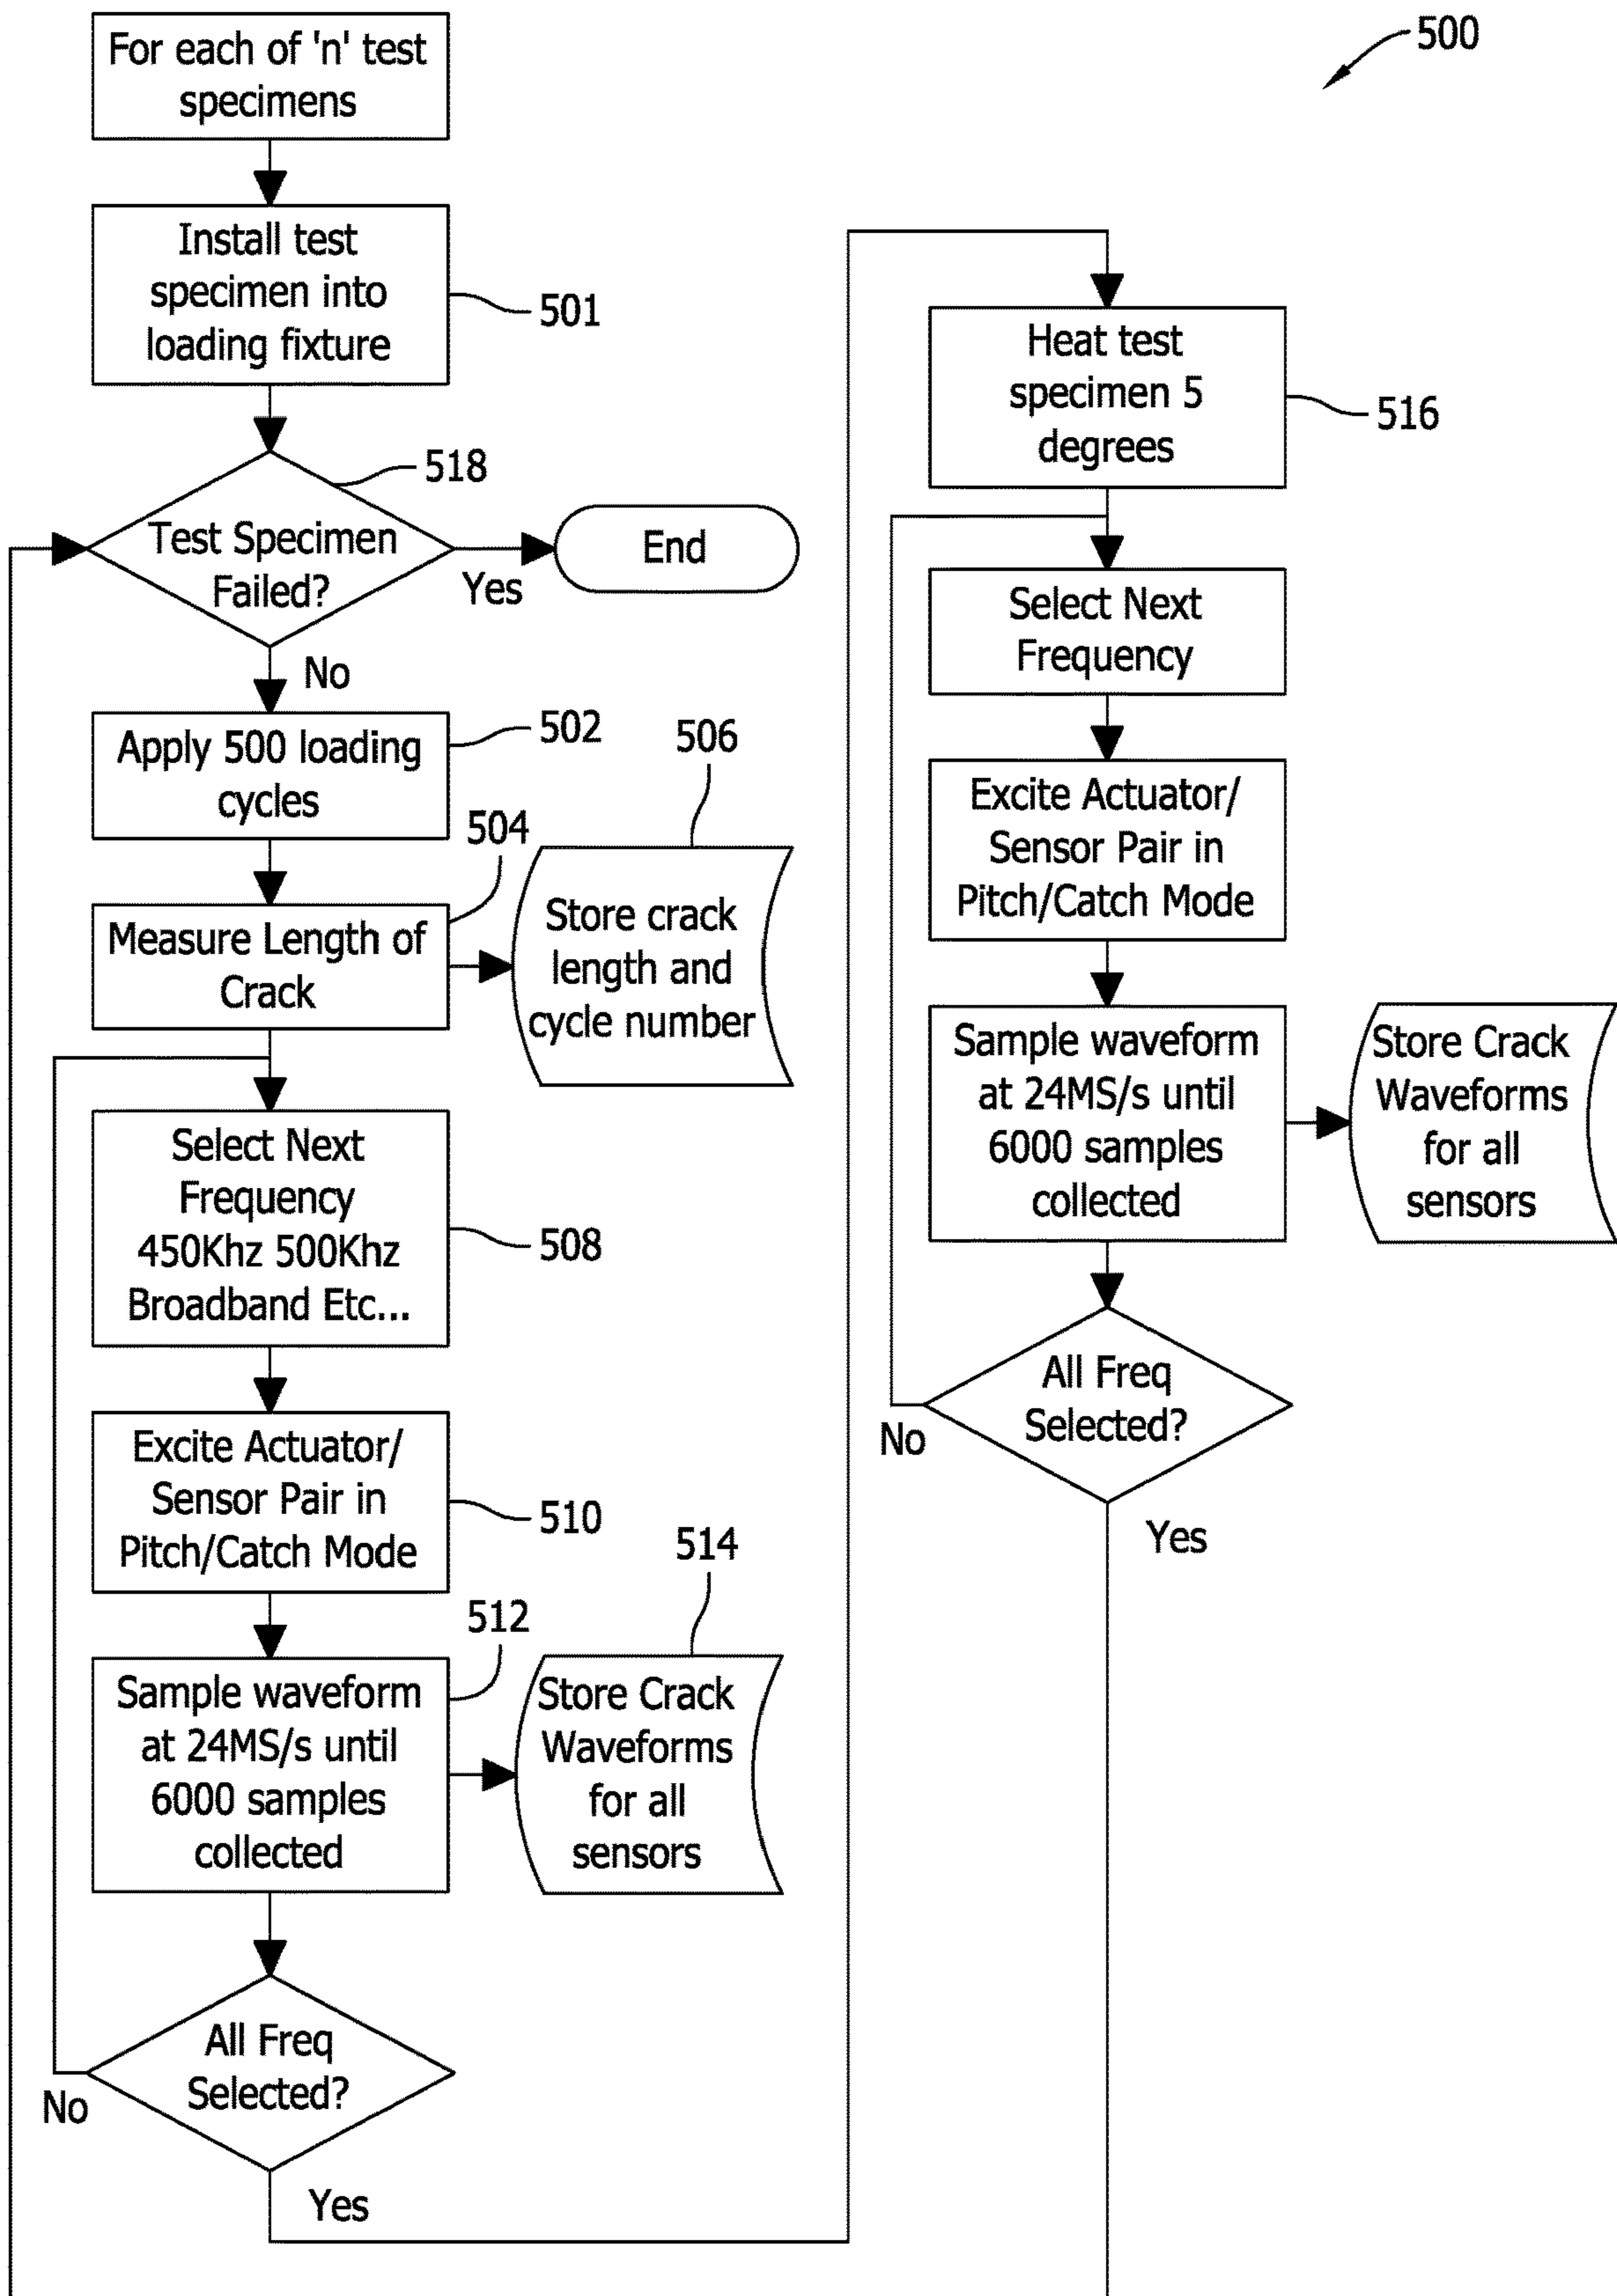 500
For each of 'n' test
specimens
Install test
specimen into
loading fixture
501
518
Test Specimen
Failed?
Yes
End
No
Apply 500 loading
cycles
502
504
Measure Length of
Crack
506
Store crack
length and
cycle number
Select Next
Frequency
450Khz 500Khz
Broadband Etc...
508
Excite Actuator/
Sensor Pair in
Pitch/Catch Mode
510
512
Sample waveform
at 24MS/s until
6000 samples
collected
514
Store Crack
Waveforms
for all
sensors
All Freq
Selected?
No
Yes
Heat test
specimen 5
degrees
516
Select Next
Frequency
Excite Actuator/
Sensor Pair in
Pitch/Catch Mode
Sample waveform
at 24MS/s until
6000 samples
collected
Store Crack
Waveforms
for all
sensors
All Freq
Selected?
No
Yes